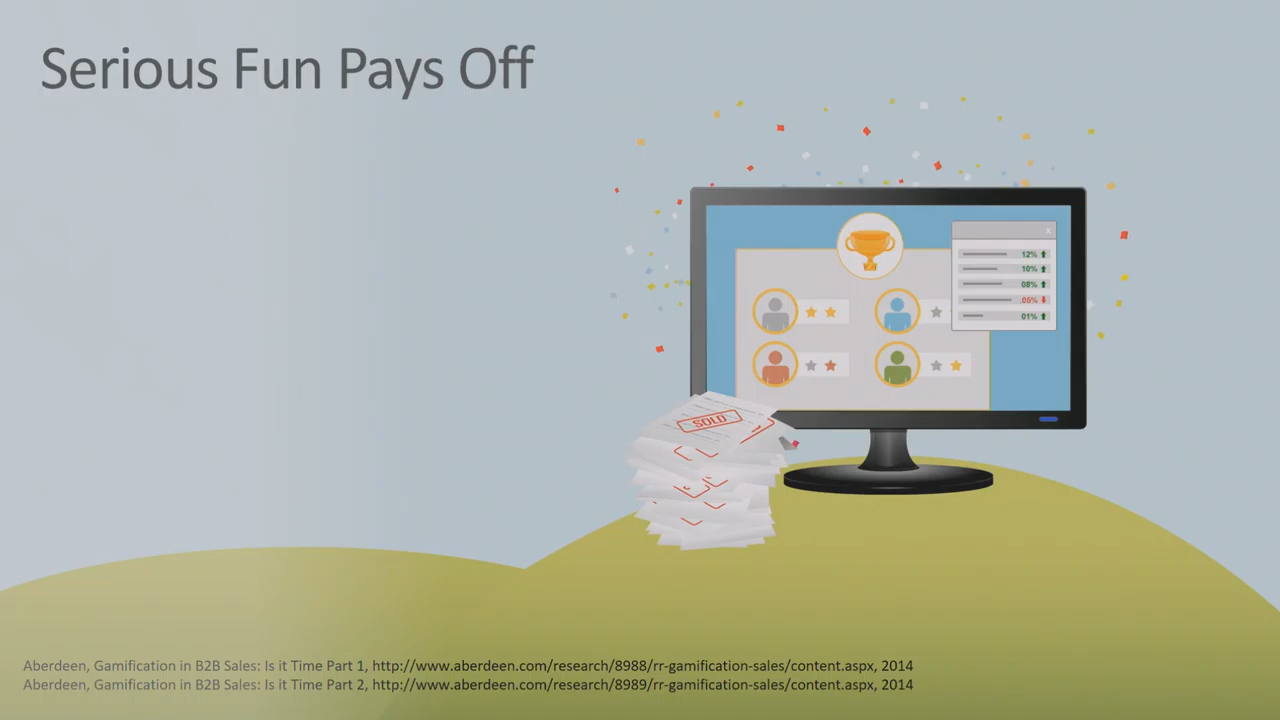 Serious Fun Pays Off
x
12%
10%
08%
.05%
01%
SOLD
Aberdeen, Gamification in B2B Sales: Is it Time Part 1, http://www.aberdeen.com/research/8988/rr-gamification-sales/content.aspx, 2014
Aberdeen, Gamification in B2B Sales: Is it Time Part 2, http://www.aberdeen.com/research/8989/rr-gamification-sales/content.aspx, 2014